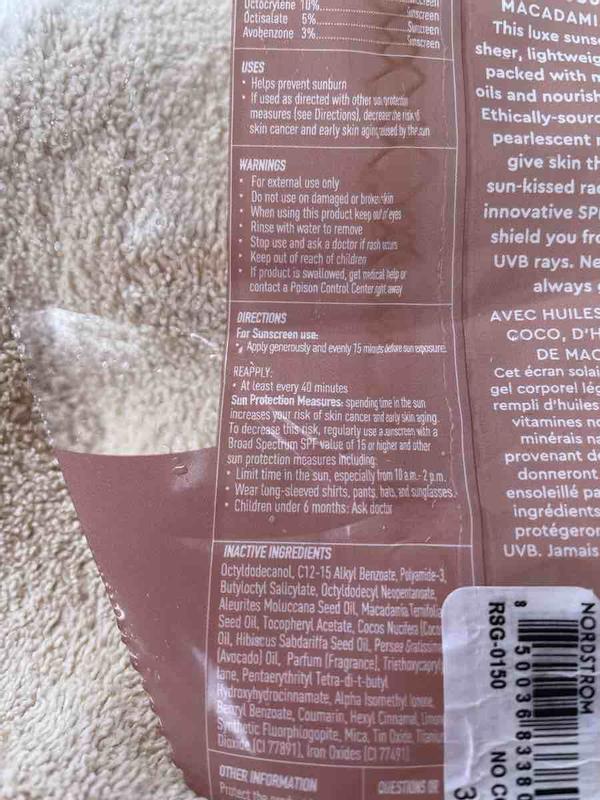 Octocrylene 10%
Sunscreen
Octisalate 5%
Sunscreen
Avobenzone 3%
Sunscreen
USES
• Helps prevent sunburn
• If used as directed with other sun protection
measures (see Directions), decreases the risk of
skin cancer and early skin aging caused by the sun
WARNINGS
• For external use only
• Do not use on damaged or broken skin
• When using this product keep out of eyes
• Rinse with water to remove
• Stop use and ask a doctor if rash occurs
• Keep out of reach of children
• If product is swallowed, get medical help or
contact a Poison Control Center right away
DIRECTIONS
For Sunscreen use:
• Apply generously and evenly 15 minutes before sun exposure.
REAPPLY:
• At least every 40 minutes
Sun Protection Measures: spending time in the sun
increases your risk of skin cancer and early skin aging.
To decrease this risk, regularly use a sunscreen with a
Broad Spectrum SPF value of 15 or higher and other
sun protection measures including:
• Limit time in the sun, especially from 10 a.m.-2 p.m.
• Wear long-sleeved shirts, pants, hats, and sunglasses.
• Children under 6 months: Ask doctor
INACTIVE INGREDIENTS
Octyldodecanol, C12-15 Alkyl Benzoate, Polyamide-3,
Butyloctyl Salicylate, Octyldodecyl Neopentanoate,
Aleurites Moluccana Seed Oil, Macadamia Ternifolia
Seed Oil, Tocopheryl Acetate, Cocos Nucifera (Coco
Oil, Hibiscus Sabdariffa Seed Oil, Persea Gratissima
(Avocado) Oil, Parfum (Fragrance), Triethoxycapryly
lane, Pentaerythrityl Tetra-di-t-butyl
Hydroxyhydrocinnamate, Alpha Isomethyl Ionone,
Benzyl Benzoate, Coumarin, Hexyl Cinnamal, Limon
Synthetic Fluorphlogopite, Mica, Tin Oxide, Titanium
Dioxide (CI 77891), Iron Oxides (CI 77491)
OTHER INFORMATION
Protect the
QUESTIONS OR
MACADAMI
This luxe suns
sheer, lightweig
packed with n
oils and nourish
Ethically-sourc
pearlescent
give skin th
sun-kissed rad
innovative SPF
shield you fro
UVB rays. Ne
always
AVEC HUILES
COCO, D'H
DE MAC
Cet écran solai
gel corporel lég
rempli d'huiles
vitamines no
minérais na
provenant de
donneront
ensoleillé pa
ingrédients
protégeron
UVB. Jamais
NORDSTROM
8 50036 83380
RSG-0150
NO C
3